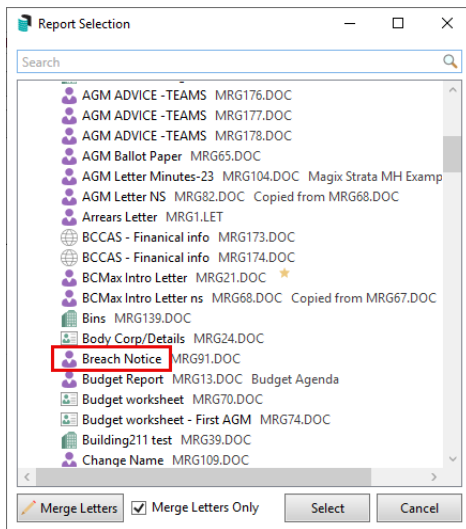 Report Selection
Search
AGM ADVICE -TEAMS MRG176.DOC
AGM ADVICE -TEAMS MRG177.DOC
AGM ADVICE -TEAMS MRG178.DOC
AGM Ballot Paper MRG65.DOC
AGM Letter Minutes-23 MRG104.DOC Magix Strata MH Examp
AGM Letter NS MRG82.DOC Copied from MRG68.DOC
Arrears Letter MRG1.LET
BCCAS - Finanical info MRG173.DOC
BCCAS - Finanical info MRG174.DOC
BCMax Intro Letter MRG21.DOC
BCMax Intro Letter ns MRG68.DOC Copied from MRG67.DOC
Bins MRG139.DOC
Body Corp/Details MRG24.DOC
Breach Notice MRG91.DOC
Budget Report MRG13.DOC Budget Agenda
Budget worksheet MRG70.DOC
Budget worksheet - First AGM MRG74.DOC
Building211 test MRG39.DOC
Change Name MRG109.DOC
Merge Letters Merge Letters Only Select Cancel